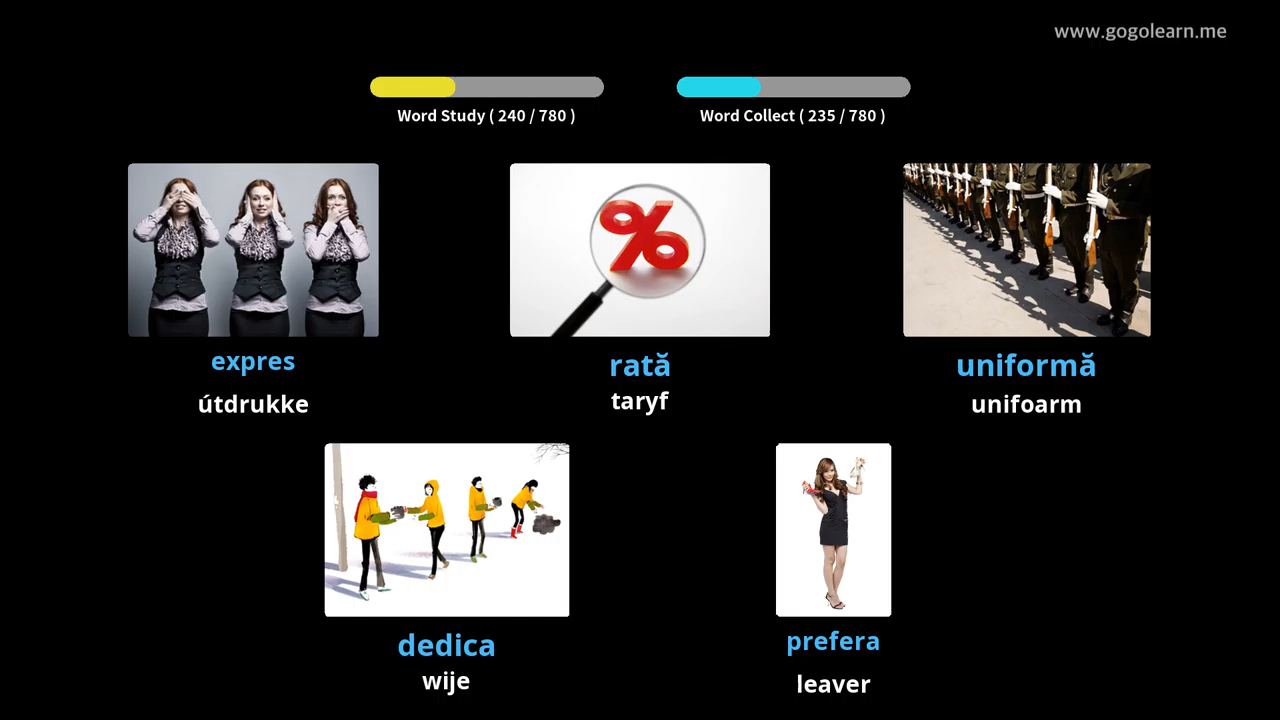 www.gogolearn.me
Word Study ( 240 / 780 )
Word Collect ( 235 / 780 )
expres
rată
uniformă
útdrukke
taryf
unifoarm
%
dedica
prefera
wije
leaver